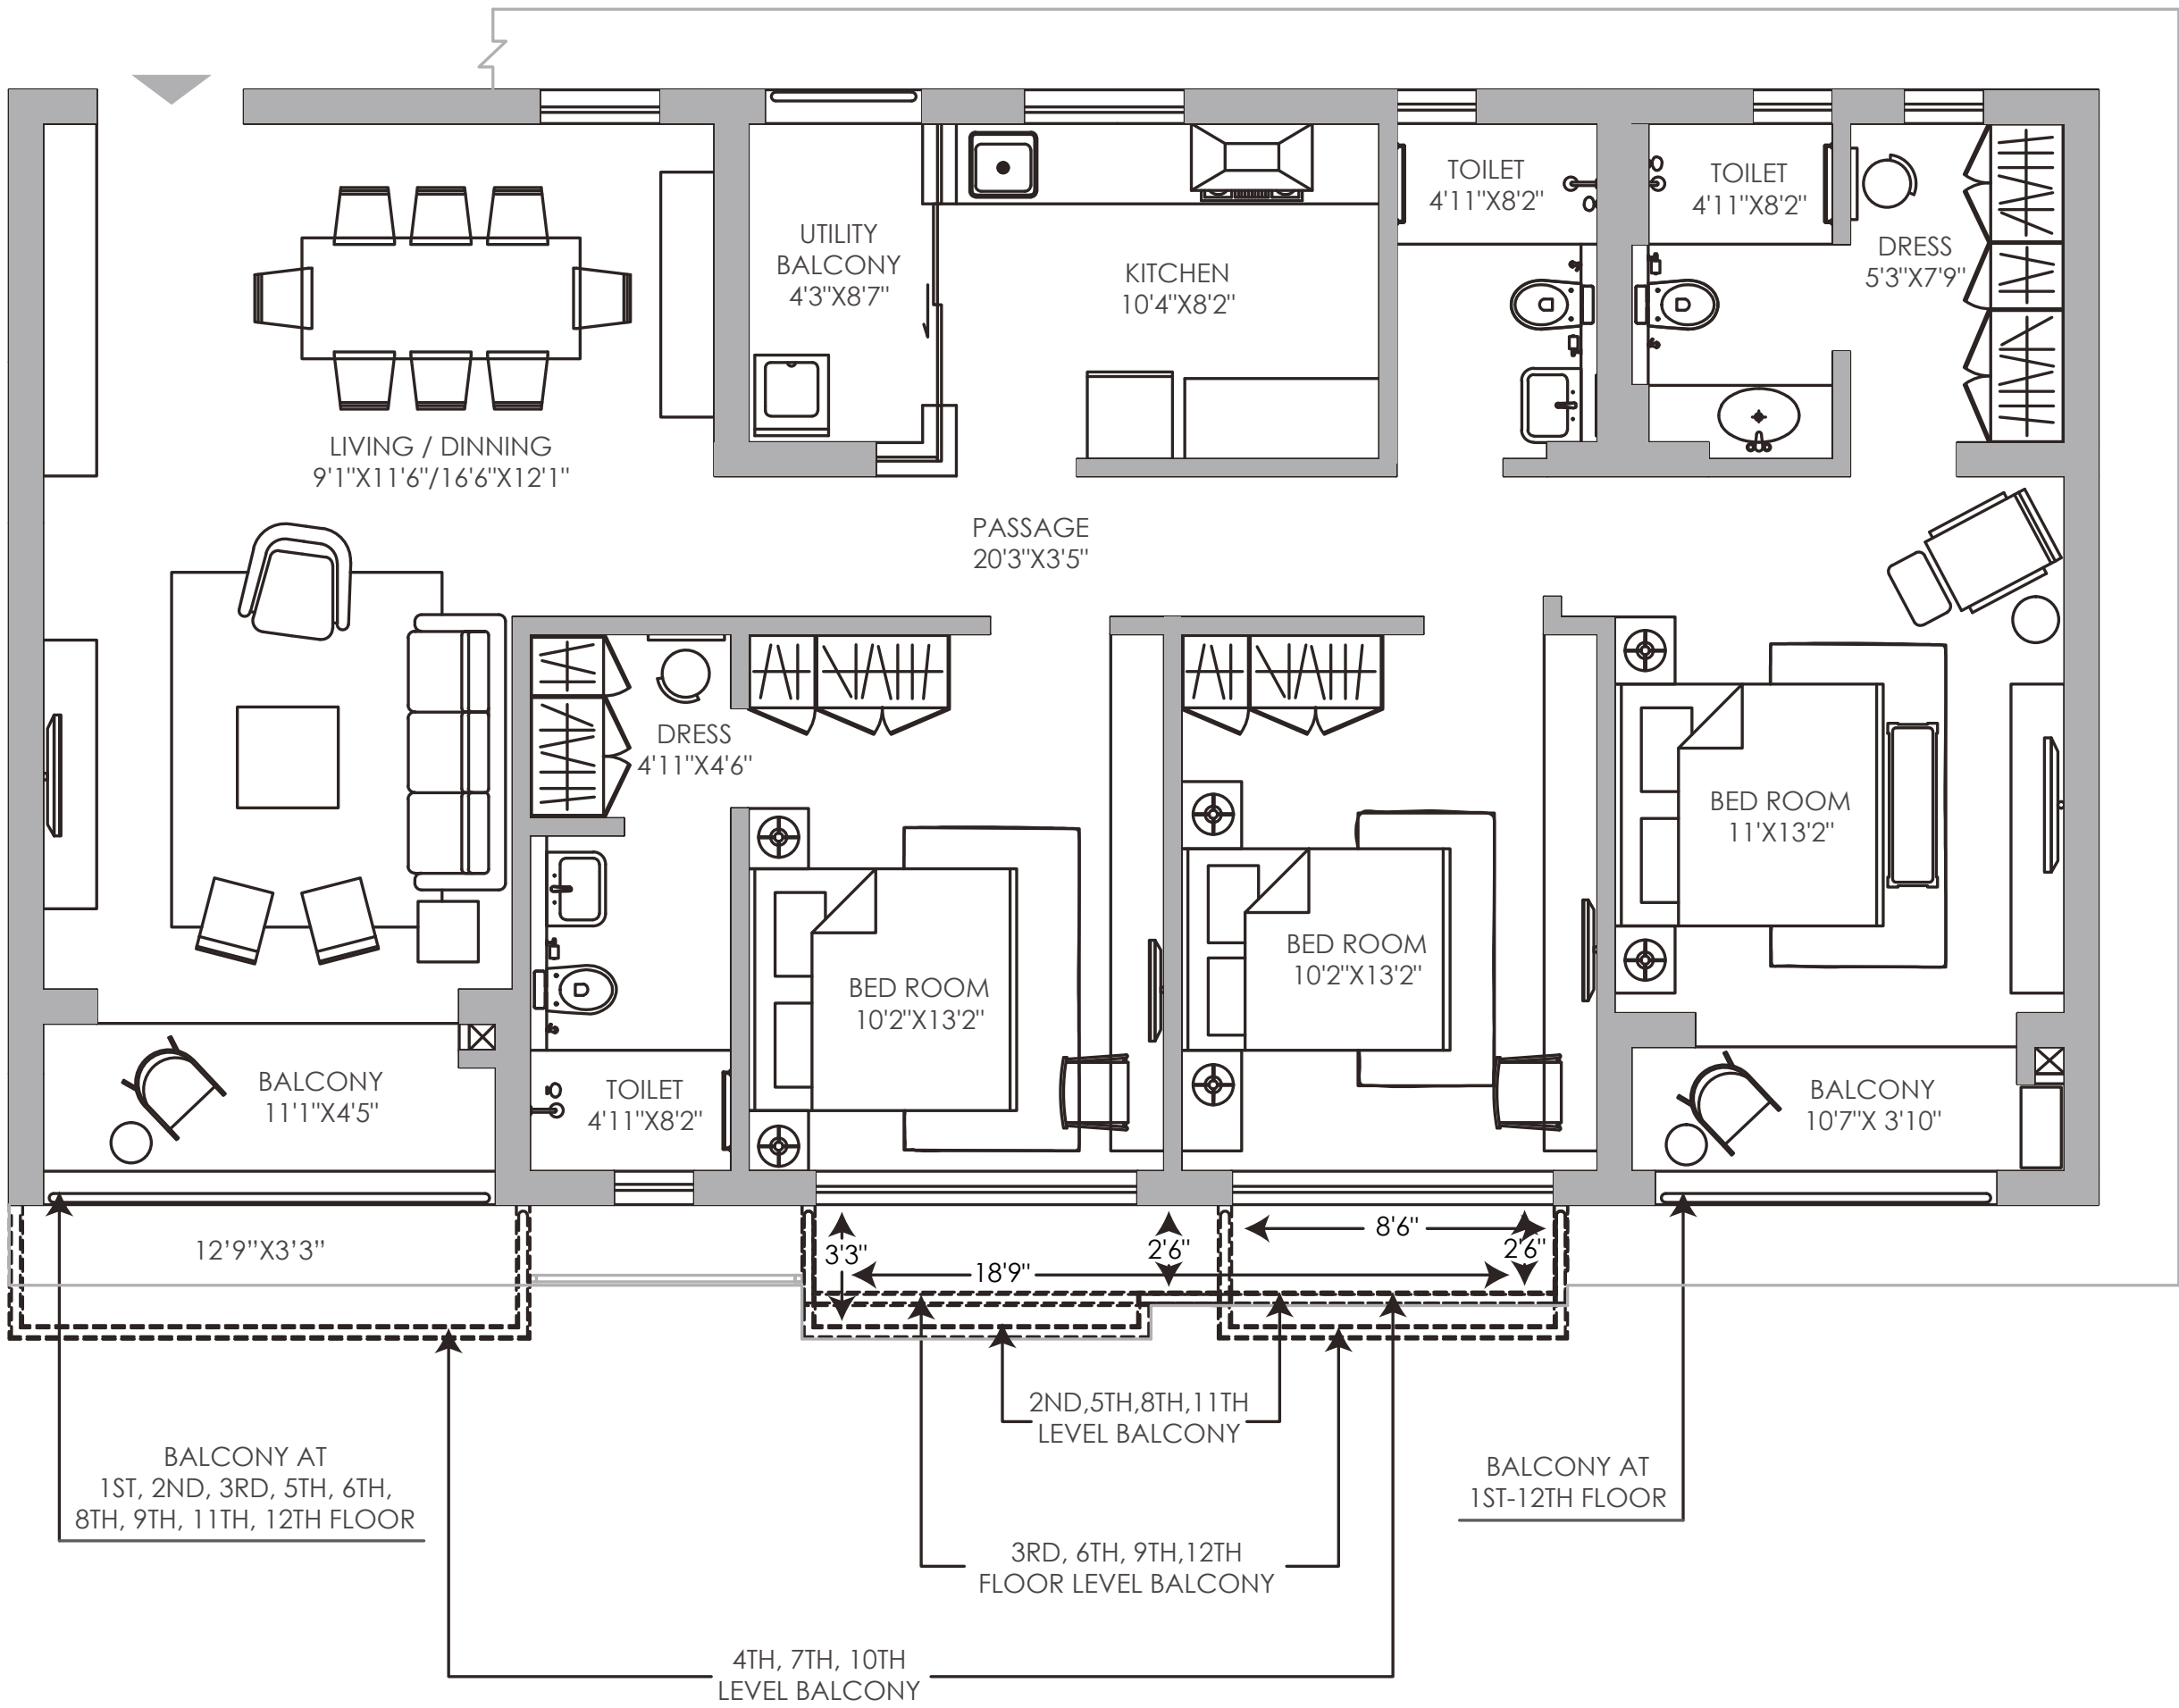 TOILET
4'11"X8'2"
TOILET
4'11"X8'2"
DRESS
5'3"X7'9"
UTILITY
BALCONY
4'3"X8'7"
KITCHEN
10'4"X8'2"
LIVING / DINNING
9'1"X11'6"/16'6"X12'1"
PASSAGE
20'3"X3'5"
DRESS
4'11"X4'6"
BED ROOM
11'X13'2"
BED ROOM
10'2"X13'2"
BED ROOM
10'2"X13'2"
BALCONY
11'1"X4'5"
TOILET
4'11"X8'2"
BALCONY
10'7"X 3'10"
12’9”X3’3”
3'3"
18'9"
2'6"
8'6"
2'6"
2ND,5TH,8TH,11TH
LEVEL BALCONY
BALCONY AT
1ST, 2ND, 3RD, 5TH, 6TH,
8TH, 9TH, 11TH, 12TH FLOOR
BALCONY AT
1ST-12TH FLOOR
3RD, 6TH, 9TH,12TH
FLOOR LEVEL BALCONY
4TH, 7TH, 10TH
LEVEL BALCONY